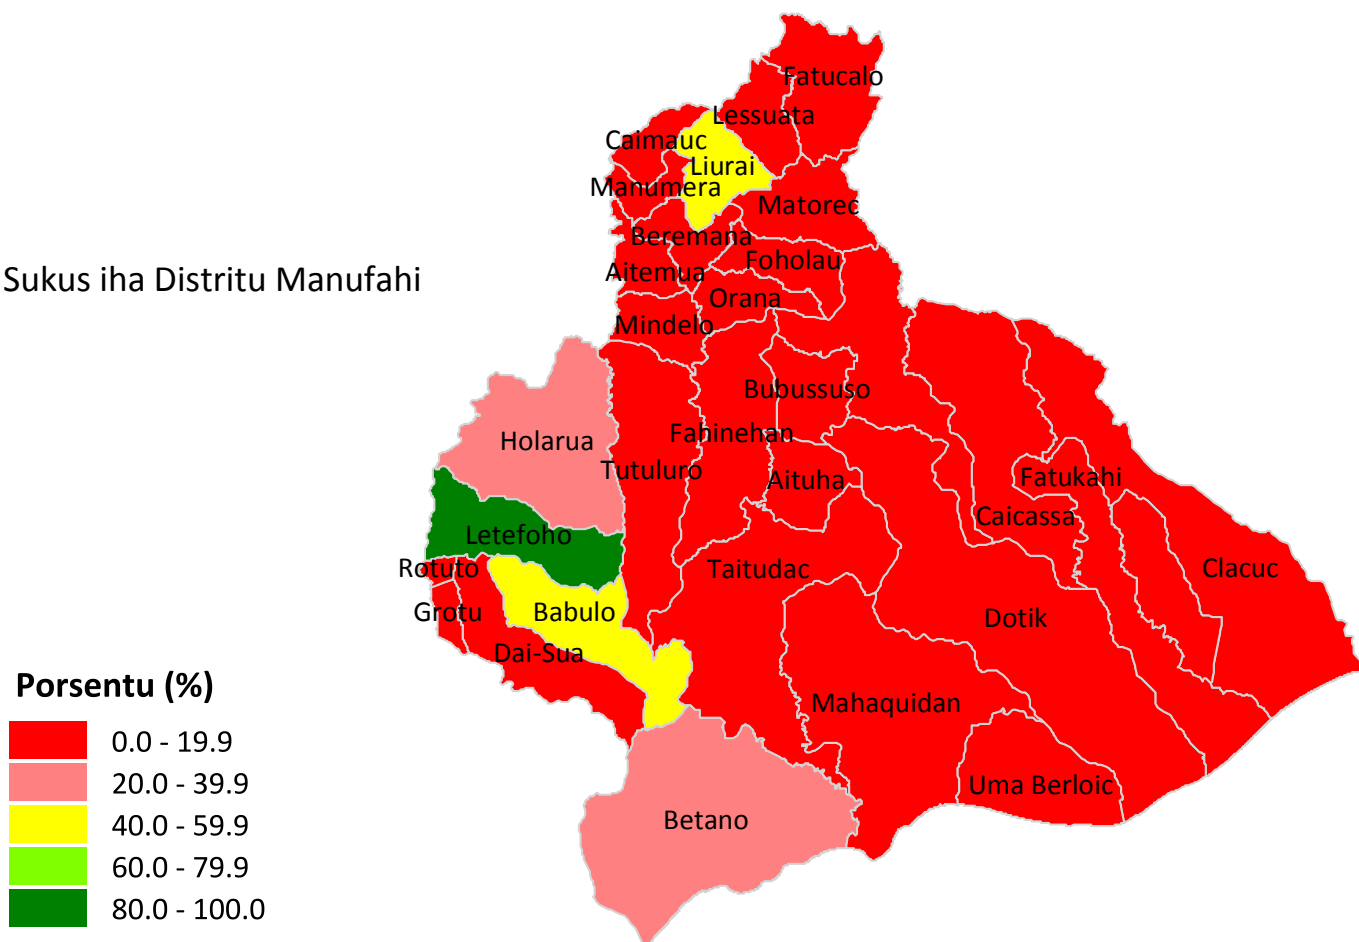 Fatucalo
Lessuata
Caimauc
Liurai
Manumera
Matorec
Beremana
Foholau
Aitemua
Sukus iha Distritu Manufahi
Orana
Mindelo
Bubussuso
Fahinehan
Holarua
Tutuluro
Fatukahi
Aituha
Caicassa
Letefoho
Rotuto
Taitudac
Clacuc
Grotu
Babulo
Dotik
Dai-Sua
Porsentu (%)
Mahaquidan
0.0 - 19.9
20.0 - 39.9
Uma Berloic
40.0 - 59.9
Betano
60.0 - 79.9
80.0 - 100.0